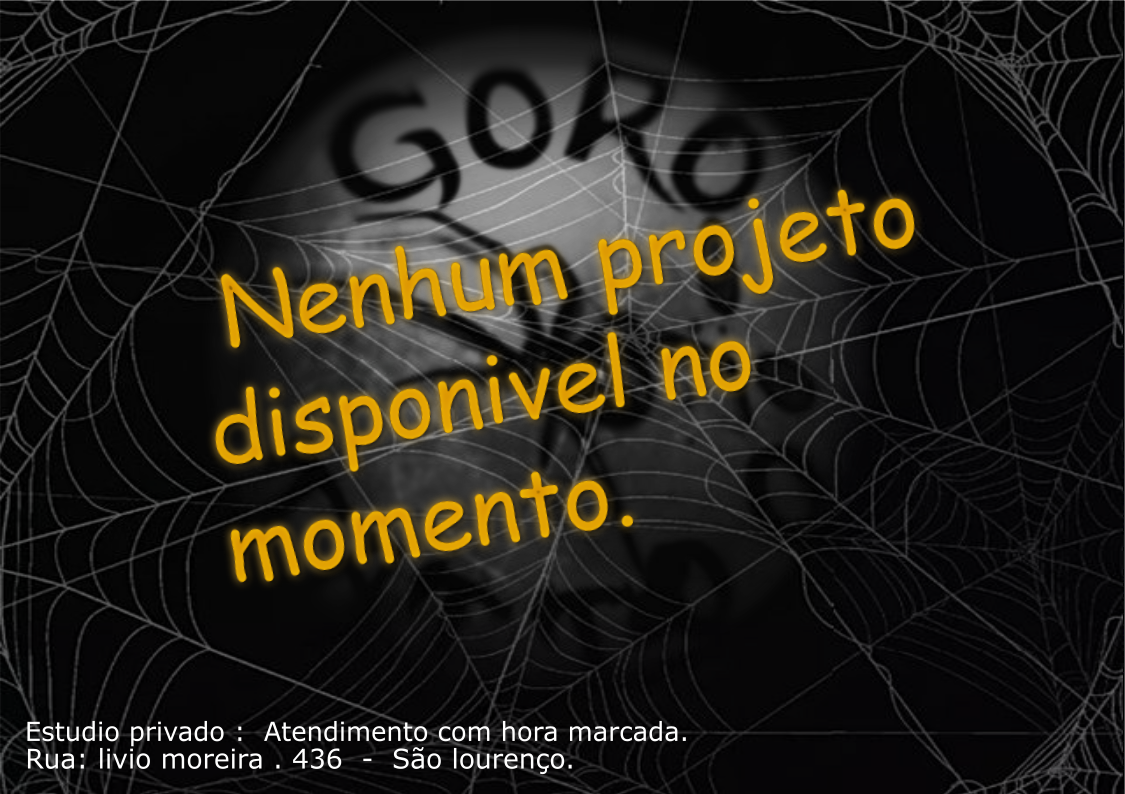 GORO
Nenhum projeto
disponivel no
momento.
Estudio privado :  Atendimento com hora marcada.
Rua: livio moreira . 436  -  São lourenço.